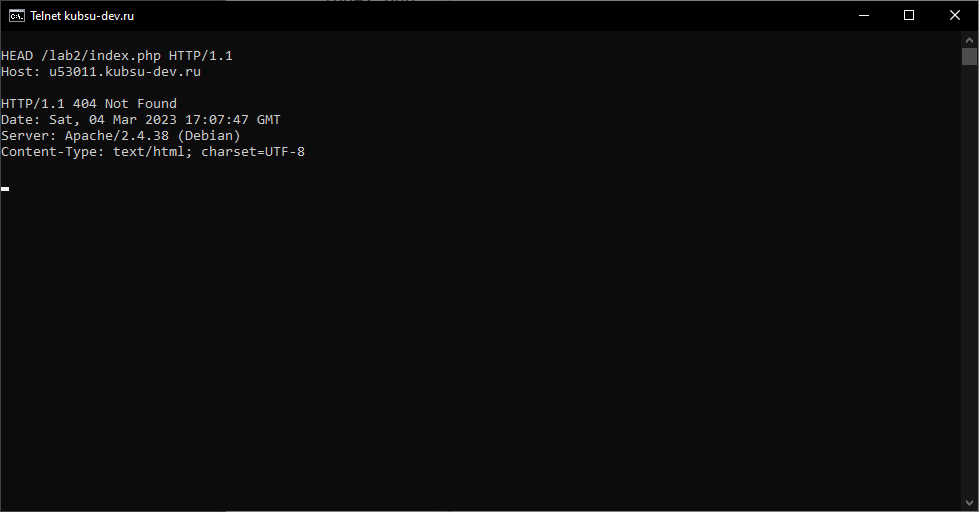 Telnet kubsu-dev.ru
HEAD /lab2/index.php HTTP/1.1
Host: u53011.kubsu-dev.ru
HTTP/1.1 404 Not Found
Date: Sat, 04 Mar 2023 17:07:47 GMT
Server: Apache/2.4.38 (Debian)
Content-Type: text/html; charset=UTF-8